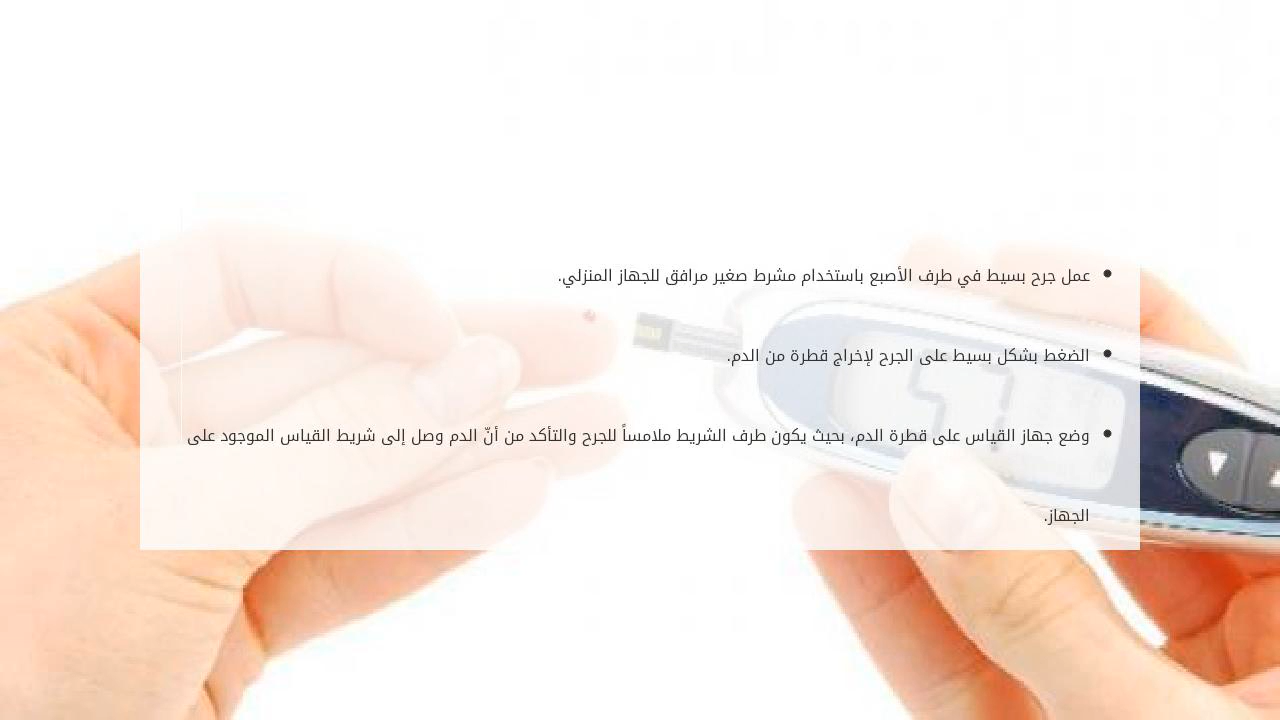 • عمل جرح بسيط في طرف الأصبع باستخدام مشرط صغير مرافق للجهاز المنزلي.
• الضغط بشكل بسيط على الجرح لإخراج قطرة من الدم.
• وضع جهاز القياس على قطرة الدم، بحيث يكون طرف الشريط ملامساً للجرح والتأكد من أنّ الدم وصل إلى شريط القياس الموجود على
الجهاز.